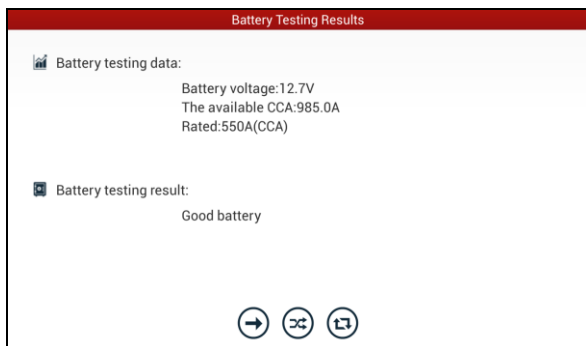 Battery Testing Results
Battery testing data:
Battery voltage:12.7V
The available CCA:985.0A
Rated:550A(CCA)
Battery testing result:
Good battery